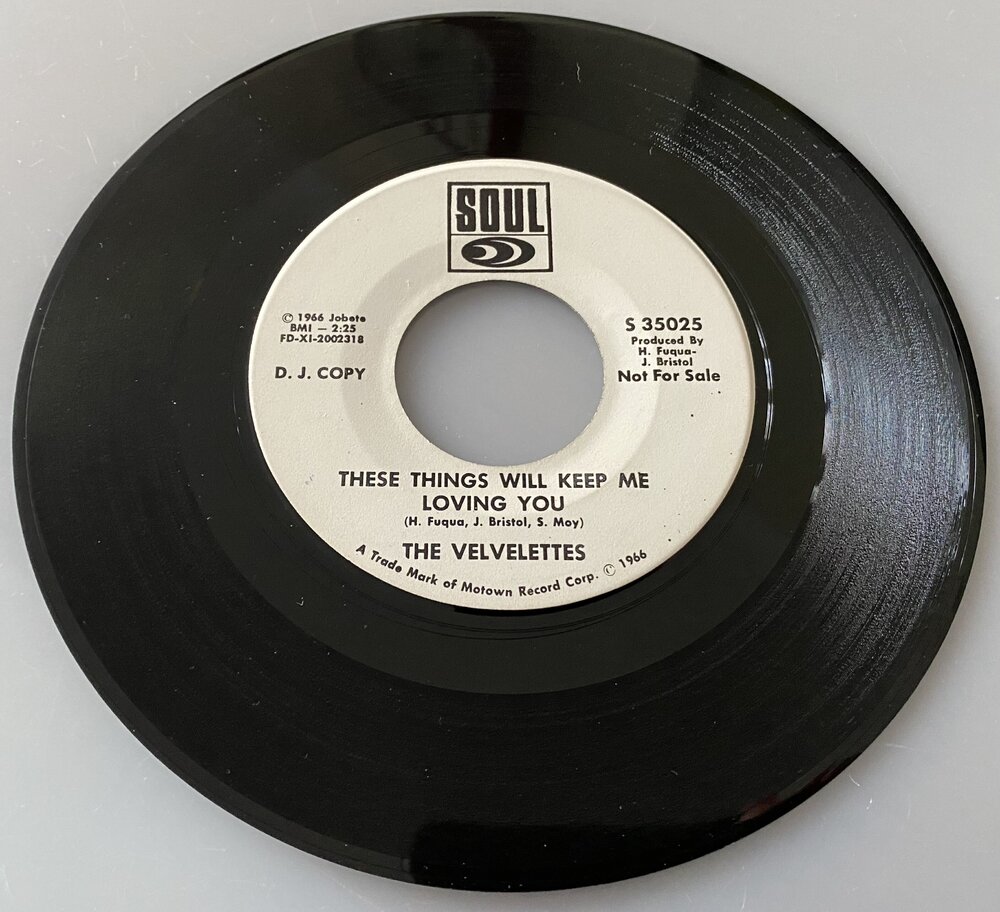 SOUL
© 1966 Jobete
BMI — 2:25
FD-XI-2002318
D. J. COPY
S 35025
Produced By
H. Fuqua-
J. Bristol
Not For Sale
THESE THINGS WILL KEEP ME
LOVING YOU
(H. Fuqua, J. Bristol, S. Moy)
THE VELVELETTES
A Trade Mark of Motown Record Corp. © 1966